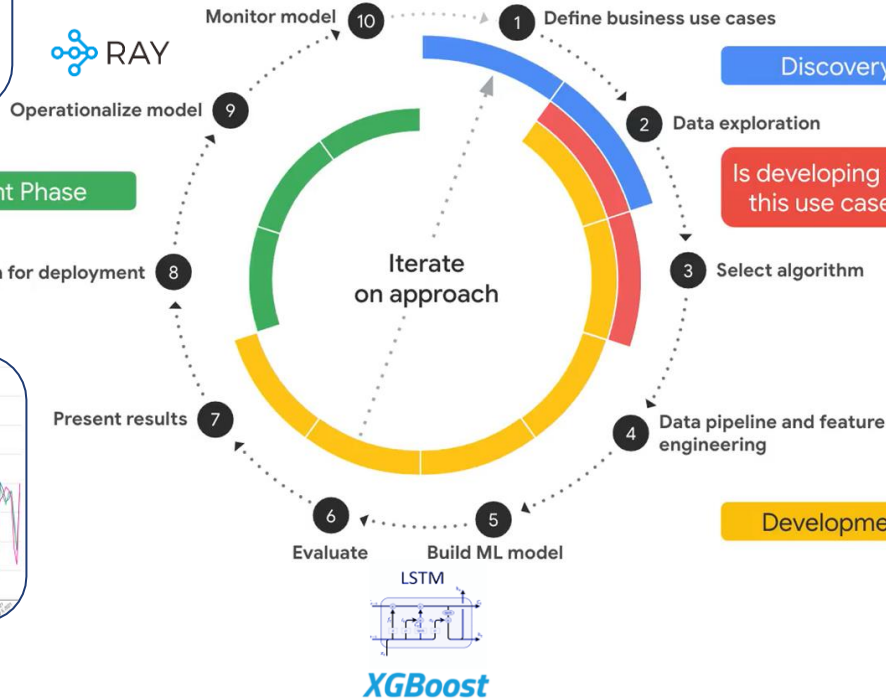 Monitor model
10
1
Define business use cases
RAY
Discovery
Operationalize model
9
2
Data exploration
Is developing
this use case
nt Phase
Iterate
on approach
n for deployment
8
3
Select algorithm
Present results
7
4
Data pipeline and feature
engineering
6
5
Developme
Evaluate
Build ML model
LSTM
XGBoost